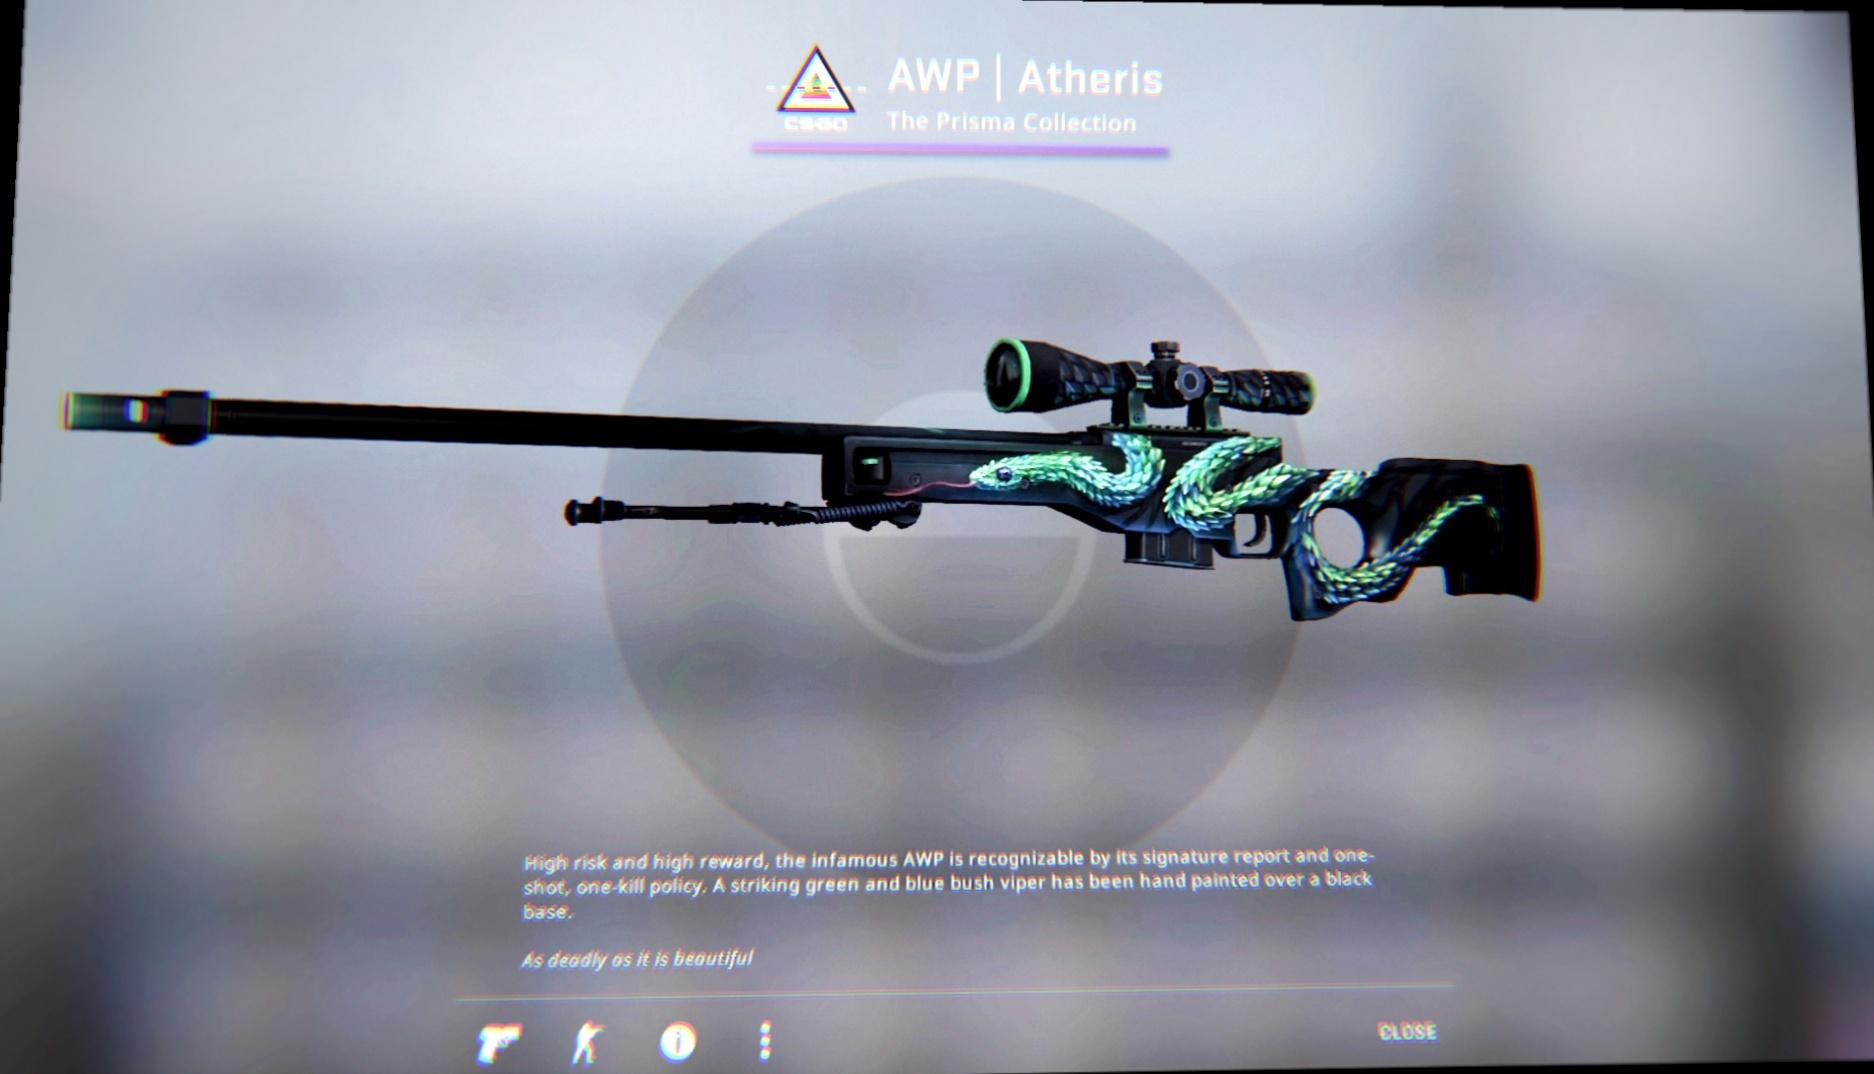 AWP | Atheris
CS:GO
The Prisma Collection
High risk and high reward, the infamous AWP is recognizable by its signature report and one-
shot, one-kill policy. A striking green and blue bush viper has been hand painted over a black
base.
As deadly as it is beautiful
CLOSE